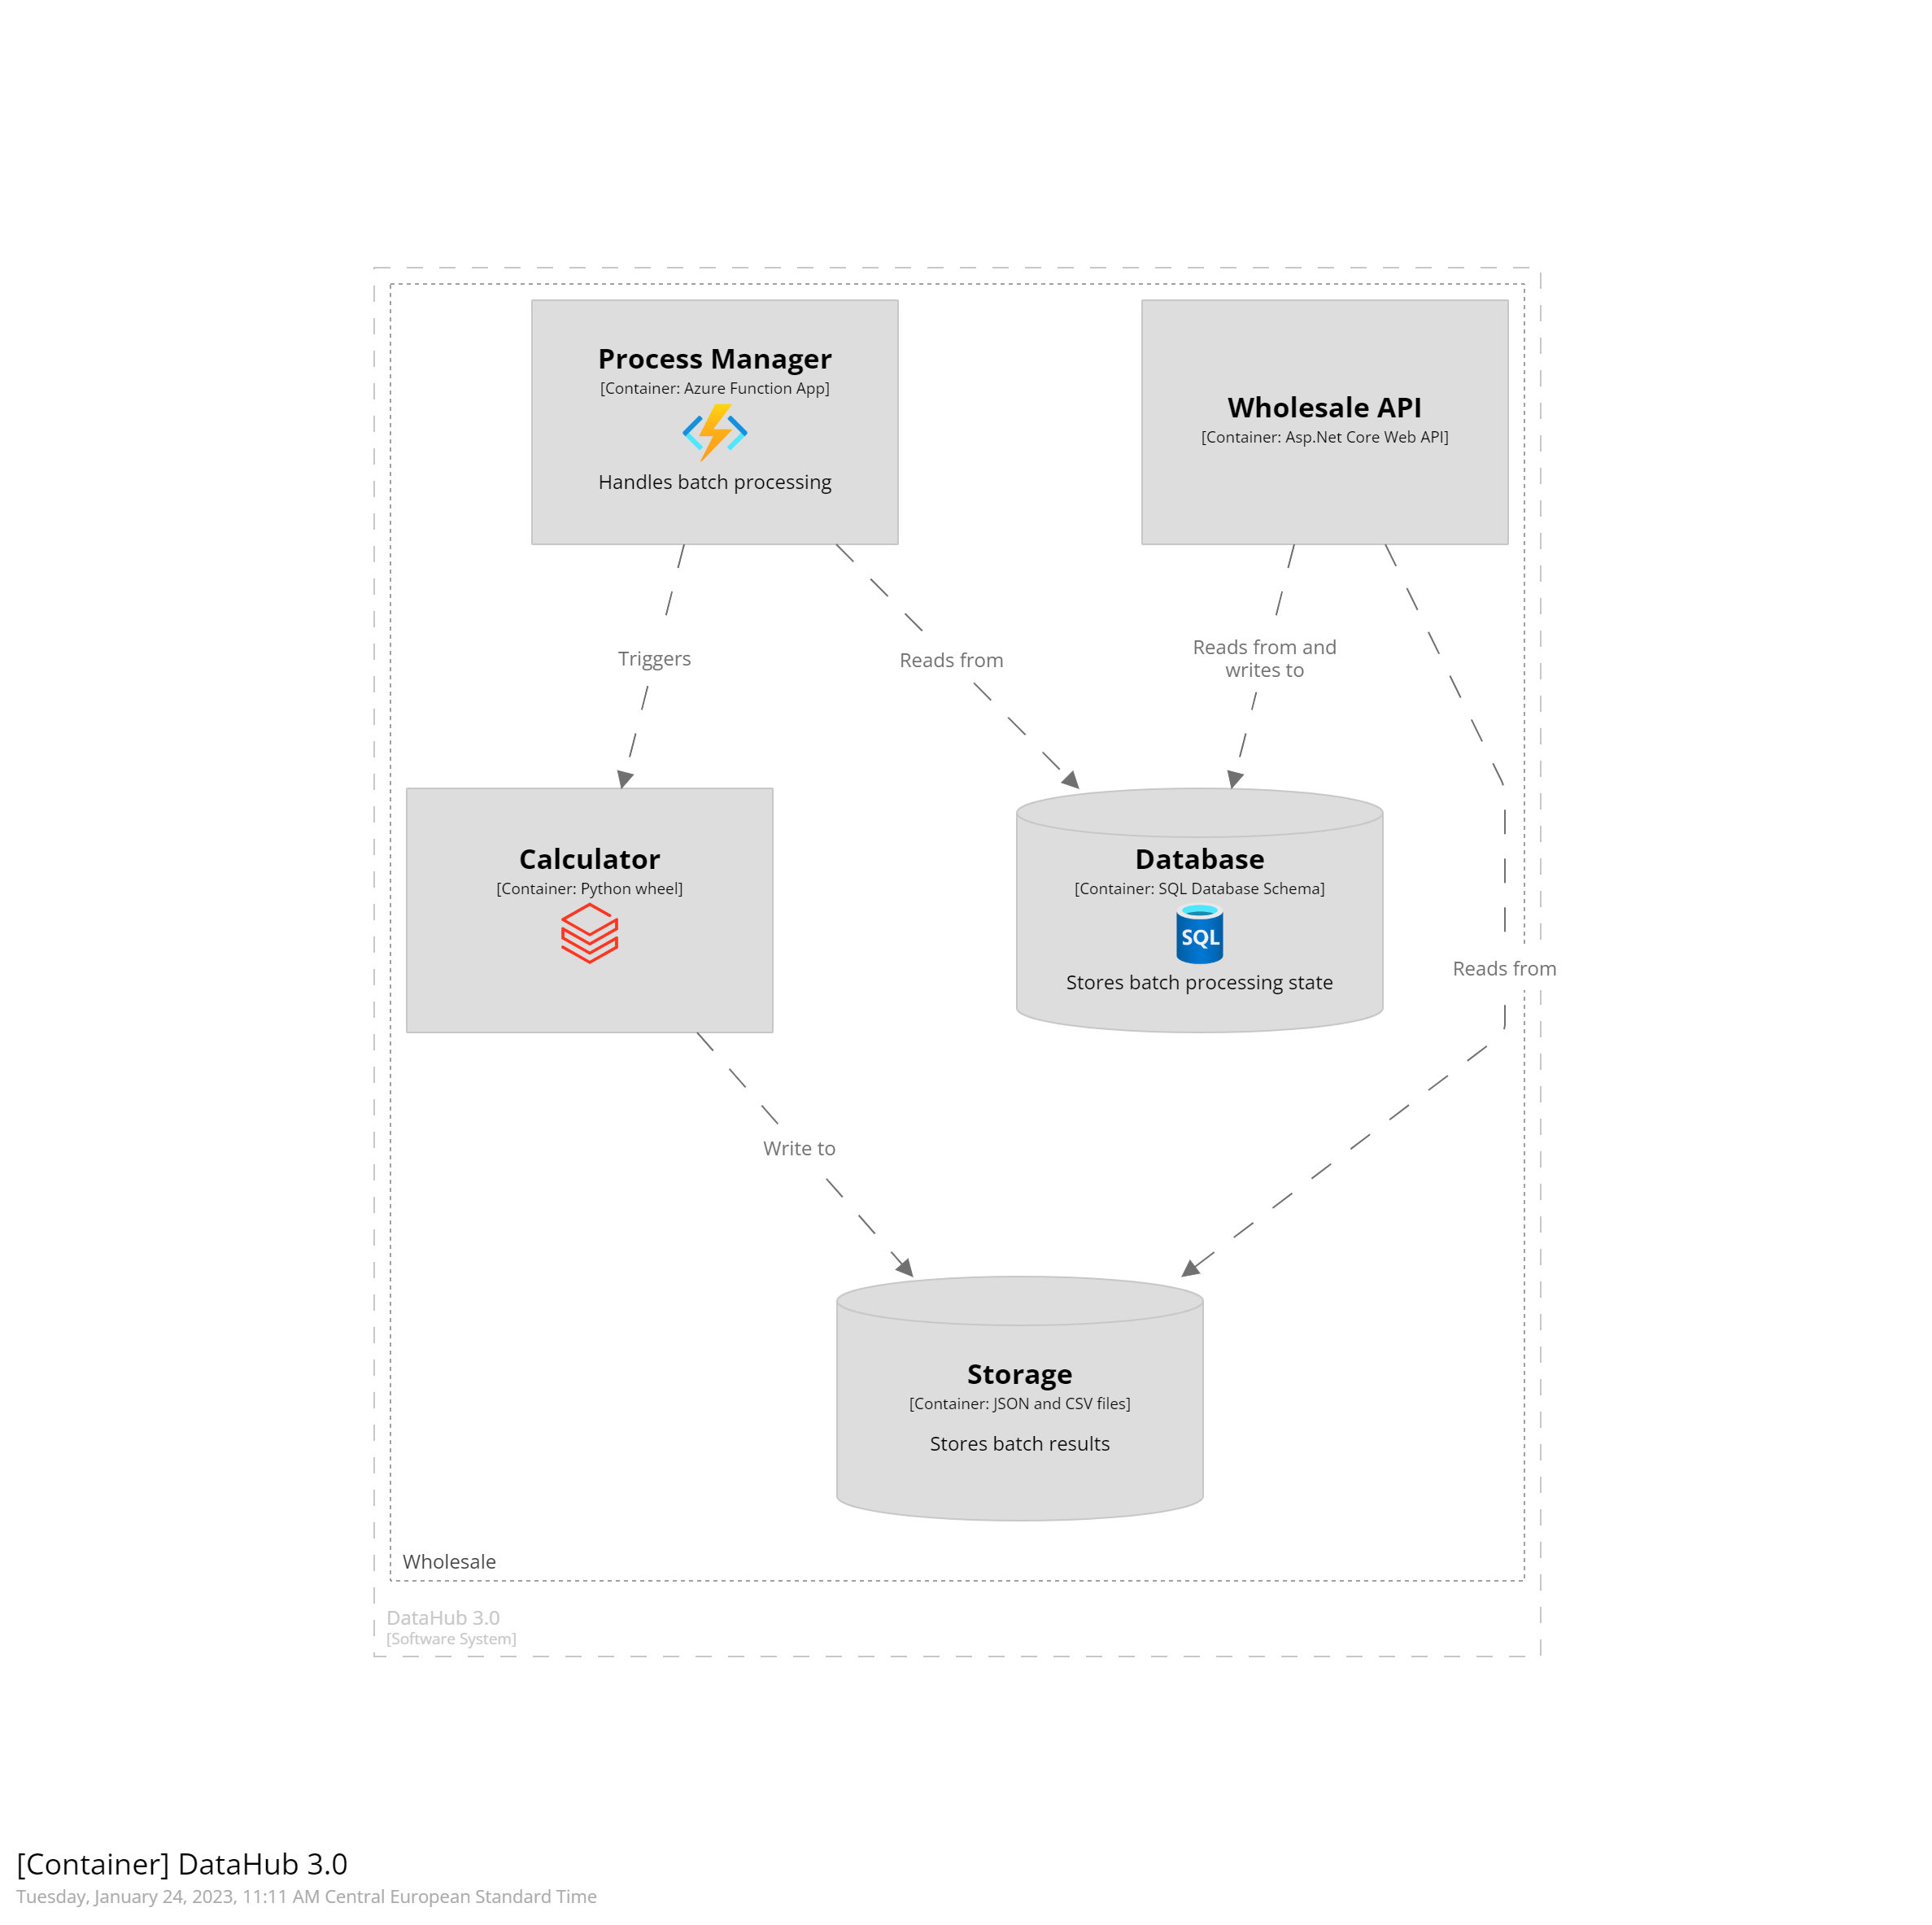 Process Manager
[Container: Azure Function App]
Handles batch processing
Wholesale API
[Container: Asp.Net Core Web API]
Triggers
Reads from
Reads from and
writes to
Calculator
[Container: Python wheel]
Database
[Container: SQL Database Schema]
SQL
Stores batch processing state
Reads from
Write to
Storage
[Container: JSON and CSV files]
Stores batch results
Wholesale
DataHub 3.0
[Software System]
[Container] DataHub 3.0
Tuesday, January 24, 2023, 11:11 AM Central European Standard Time